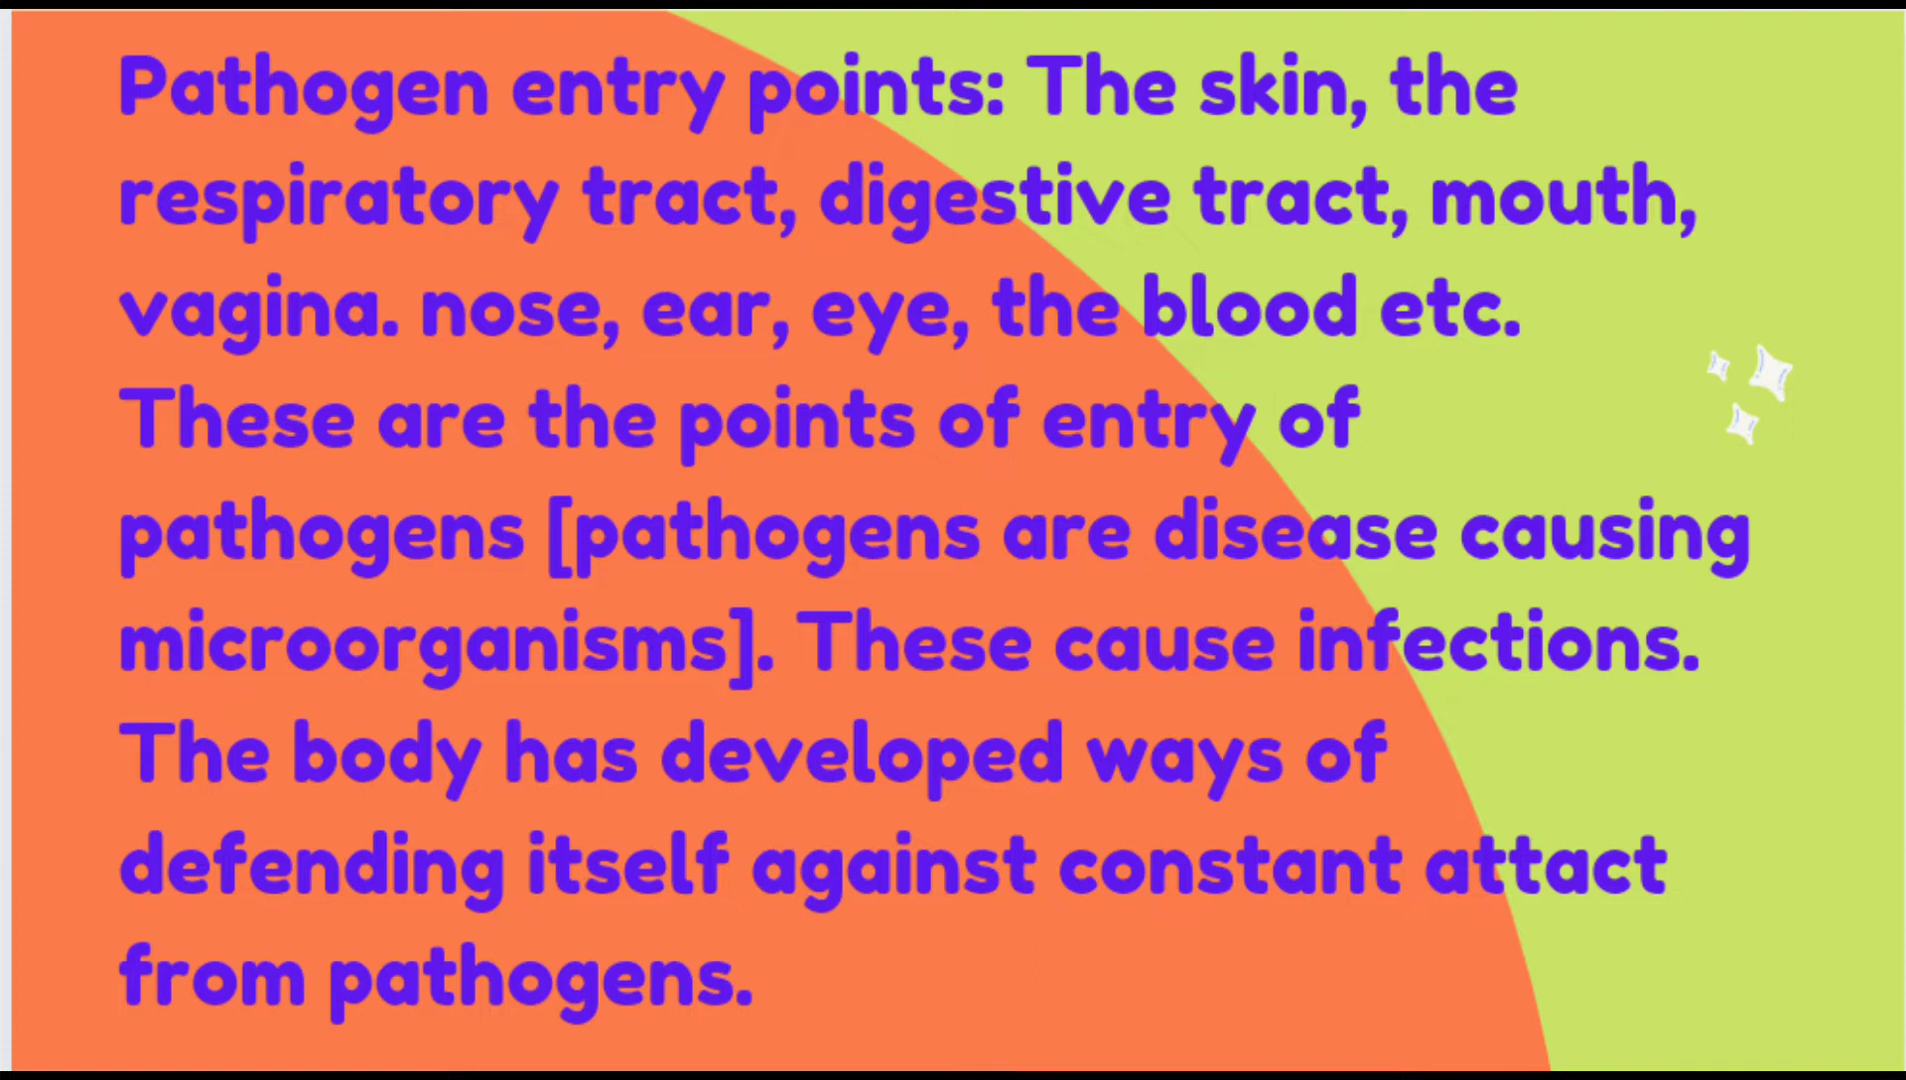 Pathogen entry points: The skin, the
respiratory tract, digestive tract, mouth,
vagina. nose, ear, eye, the blood etc.
These are the points of entry of
pathogens [pathogens are disease causing
microorganisms]. These cause infections.
The body has developed ways of
defending itself against constant attact
from pathogens.